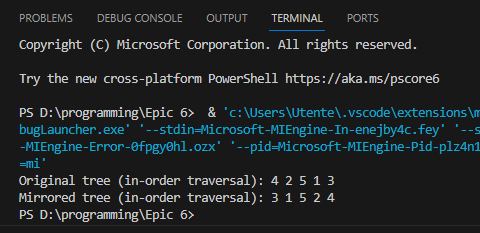 PROBLEMS DEBUG CONSOLE OUTPUT TERMINAL PORTS
Copyright (C) Microsoft Corporation. All rights reserved.
Try the new cross-platform PowerShell https://aka.ms/pscore6
PS D:\programming\Epic 6>  & 'c:\Users\Utente\.vscode\extensions\m
bugLauncher.exe' '--stdin=Microsoft-MIEngine-In-enejby4c.fey' '--s
-MIEngine-Error-0fpgy0hl.ozx' '--pid=Microsoft-MIEngine-Pid-plz4n1
=mi'
Original tree (in-order traversal): 4 2 5 1 3
Mirrored tree (in-order traversal): 3 1 5 2 4
PS D:\programming\Epic 6>